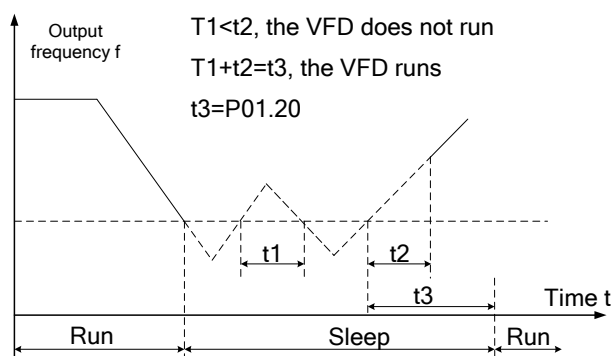 Output
frequency f
T1<t2, the VFD does not run
T1+t2=t3, the VFD runs
t3=P01.20
t1
t2
t3
Time t
Run
Sleep
Run